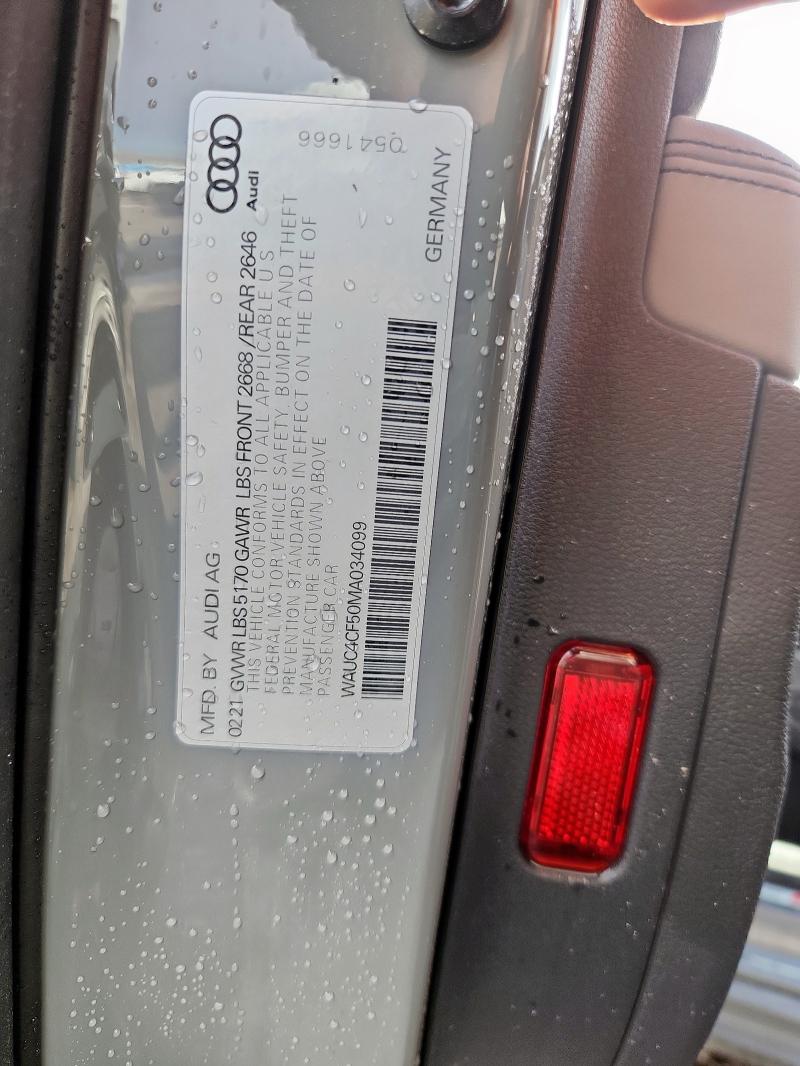 Audi
0541666
MFD. BY AUDI AG
0221 GVWR LBS 5170 GAWR LBS FRONT 2668 /REAR 2646
THIS VEHICLE CONFORMS TO ALL APPLICABLE U S
FEDERAL MOTOR VEHICLE SAFETY, BUMPER AND THEFT
PREVENTION STANDARDS IN EFFECT ON THE DATE OF
MANUFACTURE SHOWN ABOVE
PASSENGER CAR
WAUC4CF50MA034099
GERMANY